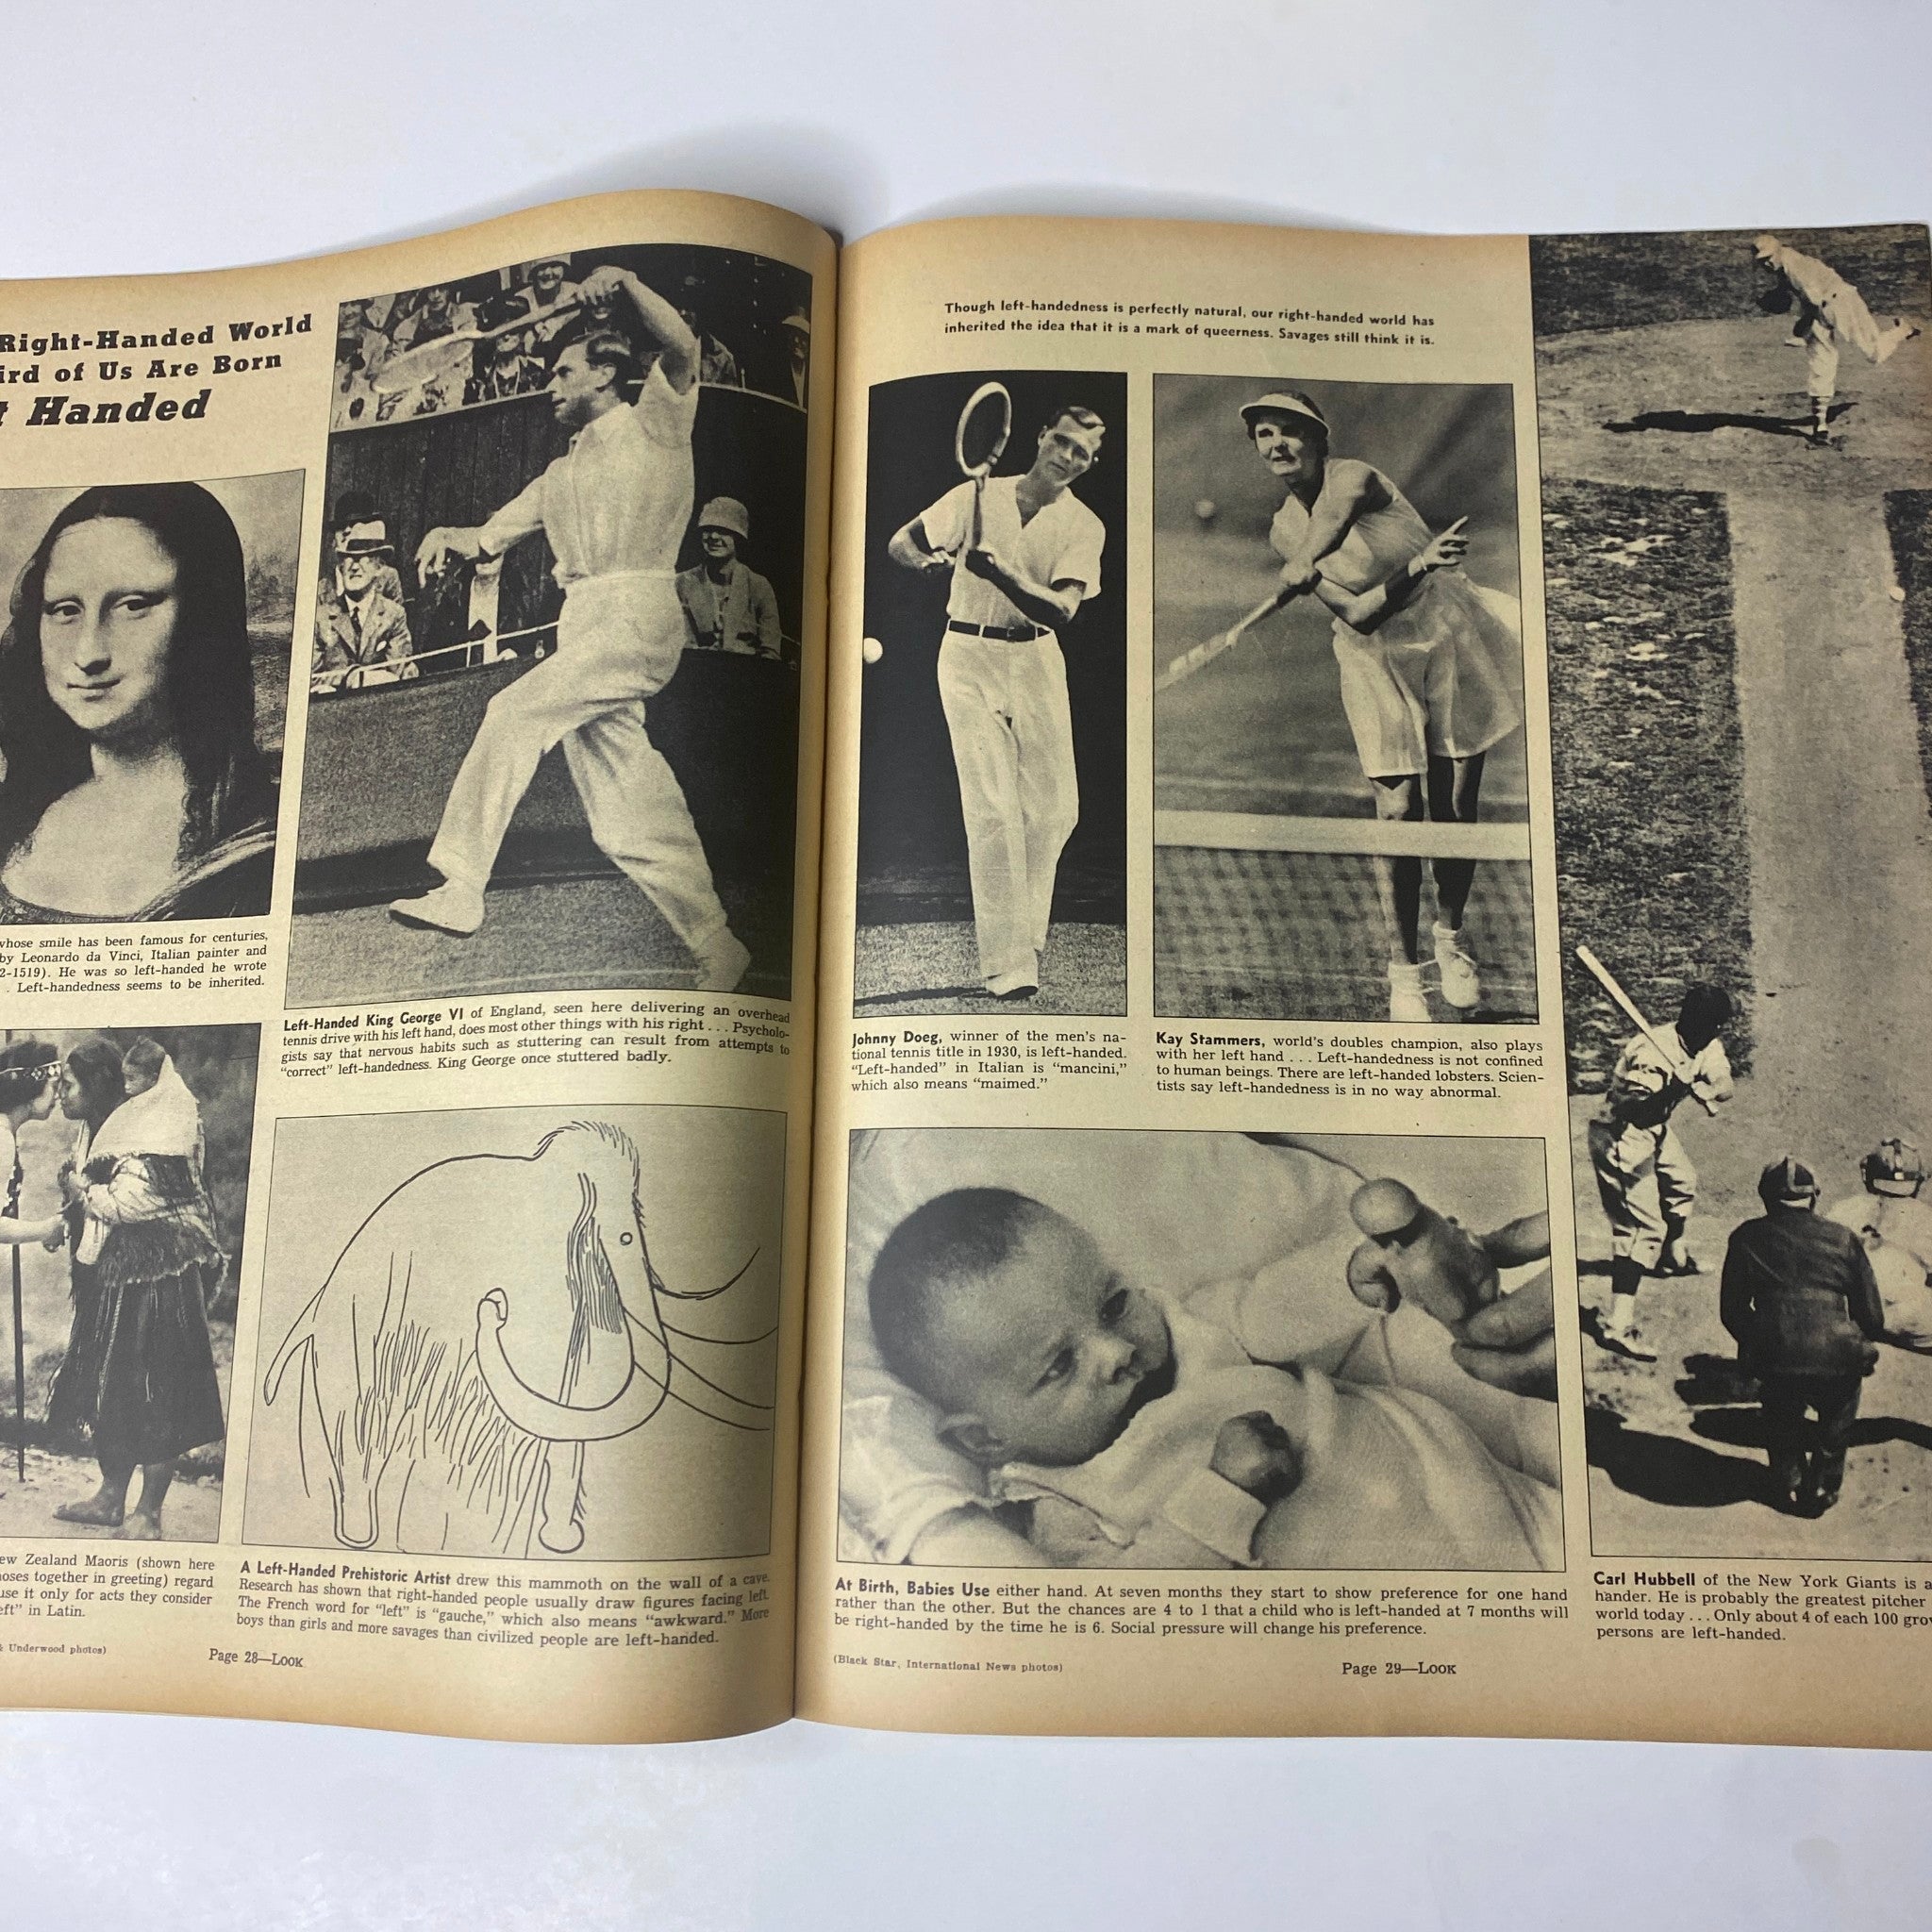 Right-Handed World
ird of Us Are Born
t Handed
whose smile has been famous for centuries,
by Leonardo da Vinci, Italian painter and
2-1519). He was so left-handed he wrote
. Left-handedness seems to be inherited.
Left-Handed King George VI of England, seen here delivering an overhead
tennis drive with his left hand, does most other things with his right . . . Psycholo-
gists say that nervous habits such as stuttering can result from attempts to
"correct" left-handedness. King George once stuttered badly.
ew Zealand Maoris (shown here
noses together in greeting) regard
use it only for acts they consider
eft" in Latin.
& Underwood photos)
A Left-Handed Prehistoric Artist drew this mammoth on the wall of a cave.
Research has shown that right-handed people usually draw figures facing left.
The French word for "left" is "gauche," which also means "awkward." More
boys than girls and more savages than civilized people are left-handed.
Page 28—LOOK
Though left-handedness is perfectly natural, our right-handed world has
inherited the idea that it is a mark of queerness. Savages still think it is.
Johnny Doeg, winner of the men's na-
tional tennis title in 1930, is left-handed.
"Left-handed" in Italian is "mancini,"
which also means "maimed."
Kay Stammers, world's doubles champion, also plays
with her left hand . . . Left-handedness is not confined
to human beings. There are left-handed lobsters. Scien-
tists say left-handedness is in no way abnormal.
At Birth, Babies Use either hand. At seven months they start to show preference for one hand
rather than the other. But the chances are 4 to 1 that a child who is left-handed at 7 months will
be right-handed by the time he is 6. Social pressure will change his preference.
(Black Star, International News photos)
Page 29—LOOK
Carl Hubbell of the New York Giants is a
hander. He is probably the greatest pitcher
world today . . . Only about 4 of each 100 grow
persons are left-handed.